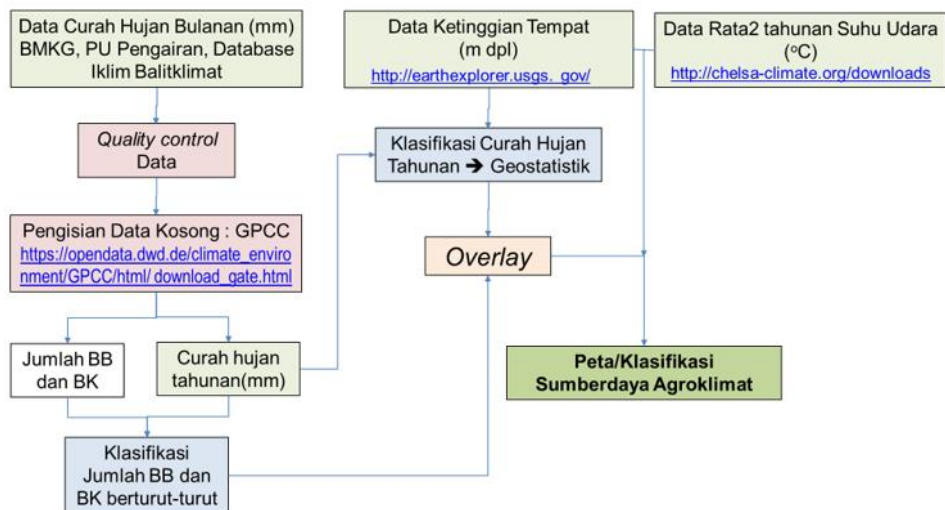 Data Curah Hujan Bulanan (mm)
BMKG, PU Pengairan, Database
Iklim Balitklimat
Data Ketinggian Tempat
(m dpl)
http://earthexplorer.usgs. gov/
Data Rata2 tahunan Suhu Udara
(°C)
http://chelsa-climate.org/downloads
Quality control
Data
Klasifikasi Curah Hujan
Tahunan ➔ Geostatistik
Pengisian Data Kosong : GPCC
https://opendata.dwd.de/climate_enviro
nment/GPCC/html/ download_gate.html
Overlay
Jumlah BB
dan BK
Curah hujan
tahunan(mm)
Peta/Klasifikasi
Sumberdaya Agroklimat
Klasifikasi
Jumlah BB dan
BK berturut-turut